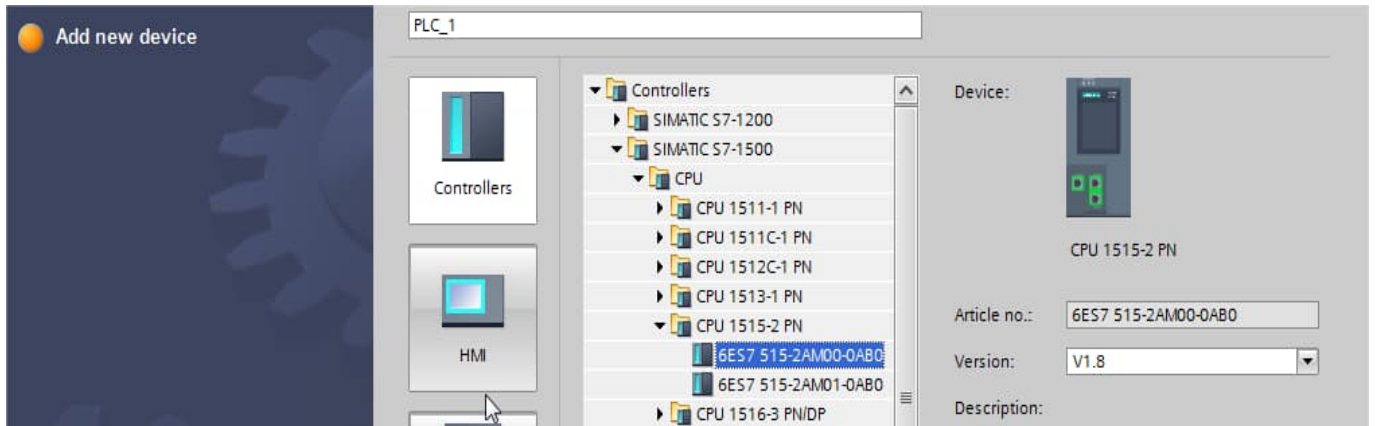 Add new device
PLC_1
Controllers
HMI
Controllers
SIMATIC S7-1200
SIMATIC S7-1500
CPU
CPU 1511-1 PN
CPU 1511C-1 PN
CPU 1512C-1 PN
CPU 1513-1 PN
CPU 1515-2 PN
6ES7 515-2AM00-0AB0
6ES7 515-2AM01-0AB0
CPU 1516-3 PN/DP
Device:
CPU 1515-2 PN
Article no.: 6ES7 515-2AM00-0AB0
Version: V1.8
Description: